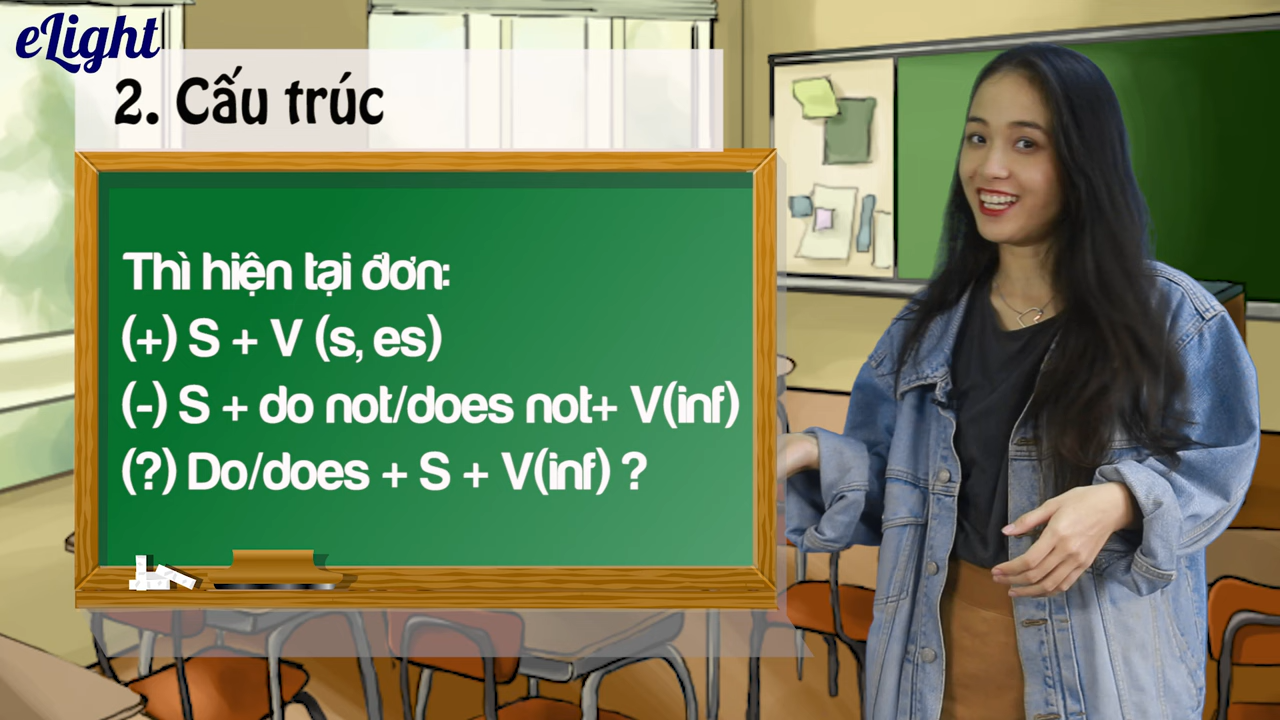 eLight
2. Cấu trúc
Thì hiện tại đơn:
(+) S + V (s, es)
(-) S + do not/does not+ V(inf)
(?) Do/does + S + V(inf) ?